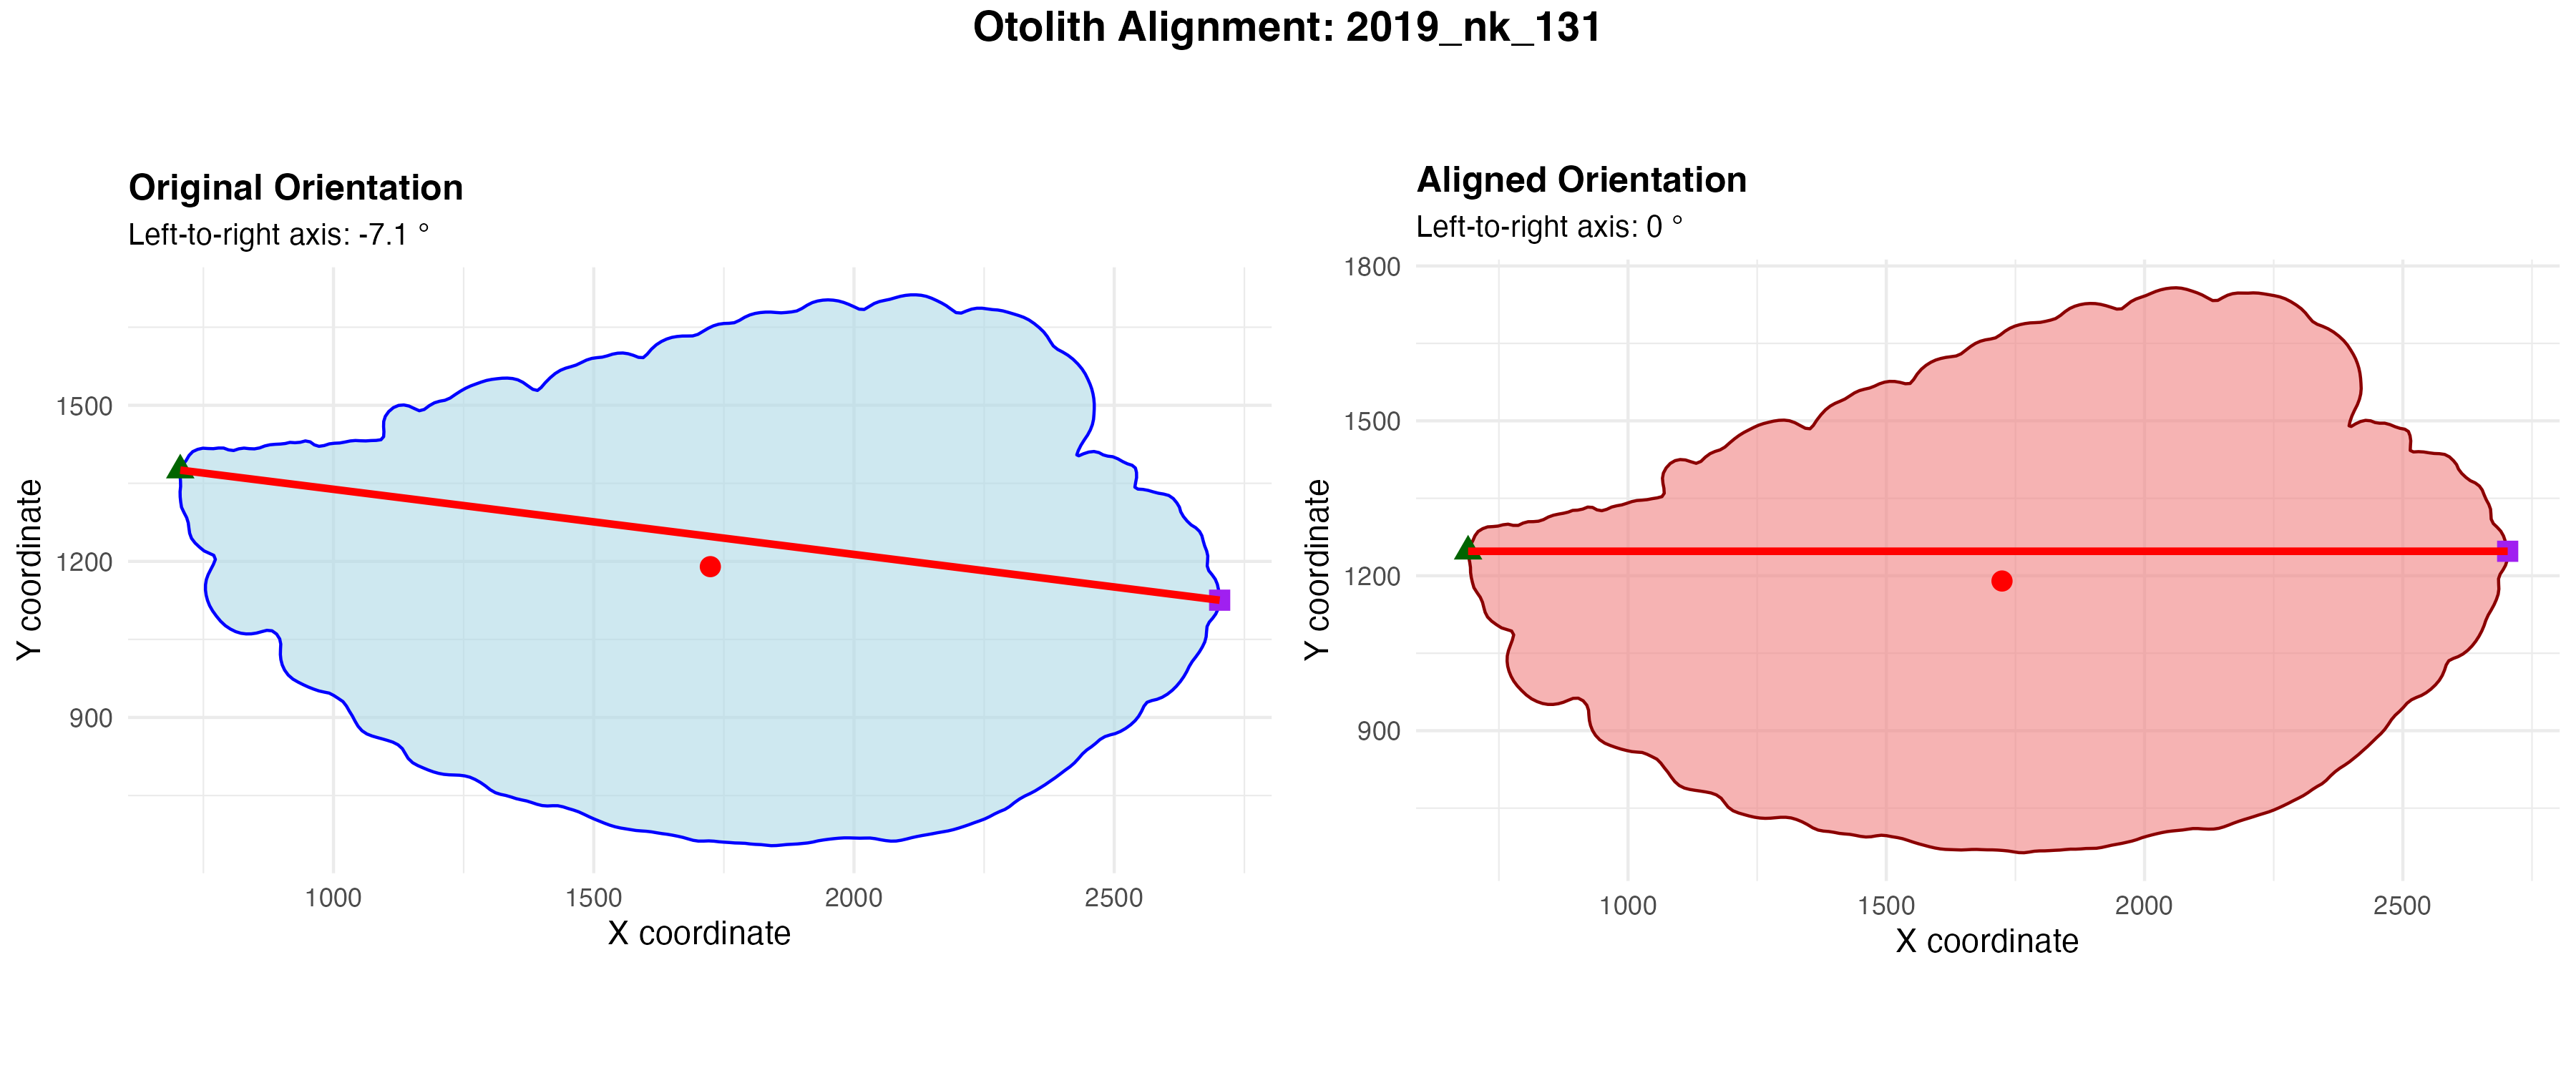 Otolith Alignment: 2019_nk_131
Original Orientation
Left-to-right axis: -7.1 °
Y coordinate
1500
1200
900
1000 1500 2000 2500
X coordinate
Aligned Orientation
Left-to-right axis: 0 °
Y coordinate
1800
1500
1200
900
1000 1500 2000 2500
X coordinate